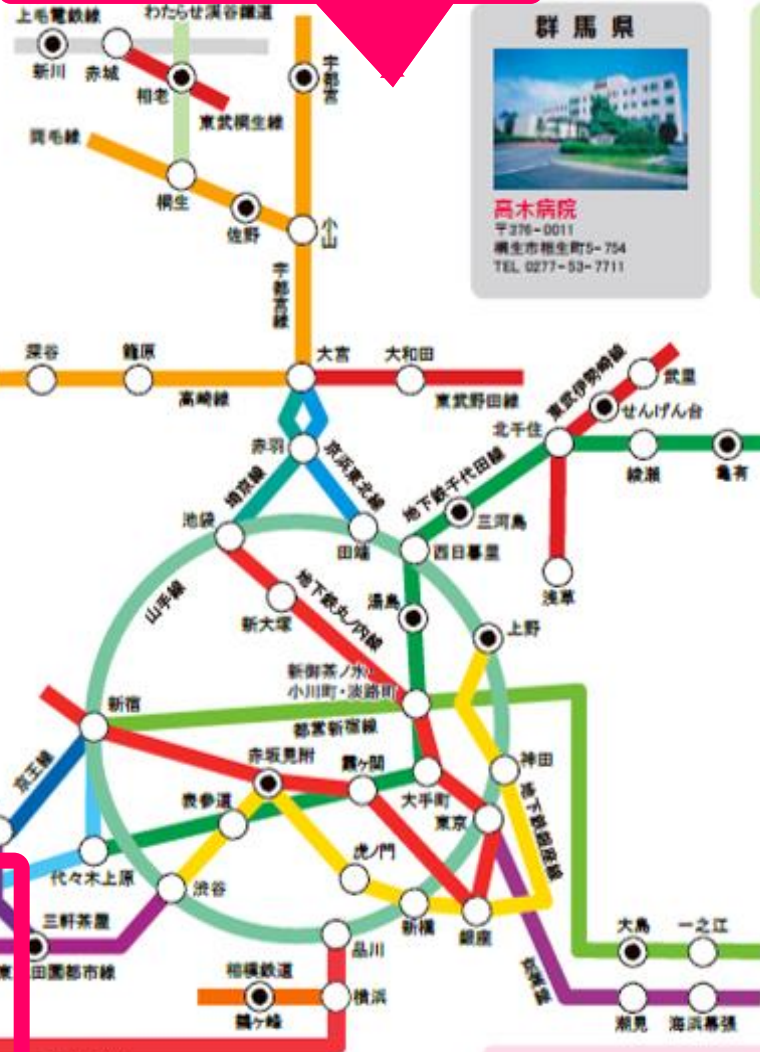 上毛電鉄線
わたらせ渓谷鐵道
新川
赤城
相老
東武桐生線
宇都宮
両毛線
桐生
佐野
小山
宇都宮線
群馬県
高木病院
〒376-0011
桐生市相生町5-754
TEL 0277-53-7711
深谷
籠原
高崎線
大宮
大和田
東武野田線
東武伊勢崎線
武里
せんげん台
北千住
綾瀬
亀有
赤羽
埼京線
京浜東北線
地下鉄千代田線
三河島
池袋
田端
西日暮里
浅草
山手線
新大塚
地下鉄丸ノ内線
湯島
上野
新御茶ノ水・
小川町・淡路町
新宿
都営新宿線
京王線
赤坂見附
霞ヶ関
神田
表参道
大手町
東京
地下鉄銀座線
代々木上原
虎ノ門
渋谷
新橋
銀座
三軒茶屋
田園都市線
品川
京葉線
大島
一之江
相模鉄道
鶴ヶ峰
横浜
潮見
海浜幕張